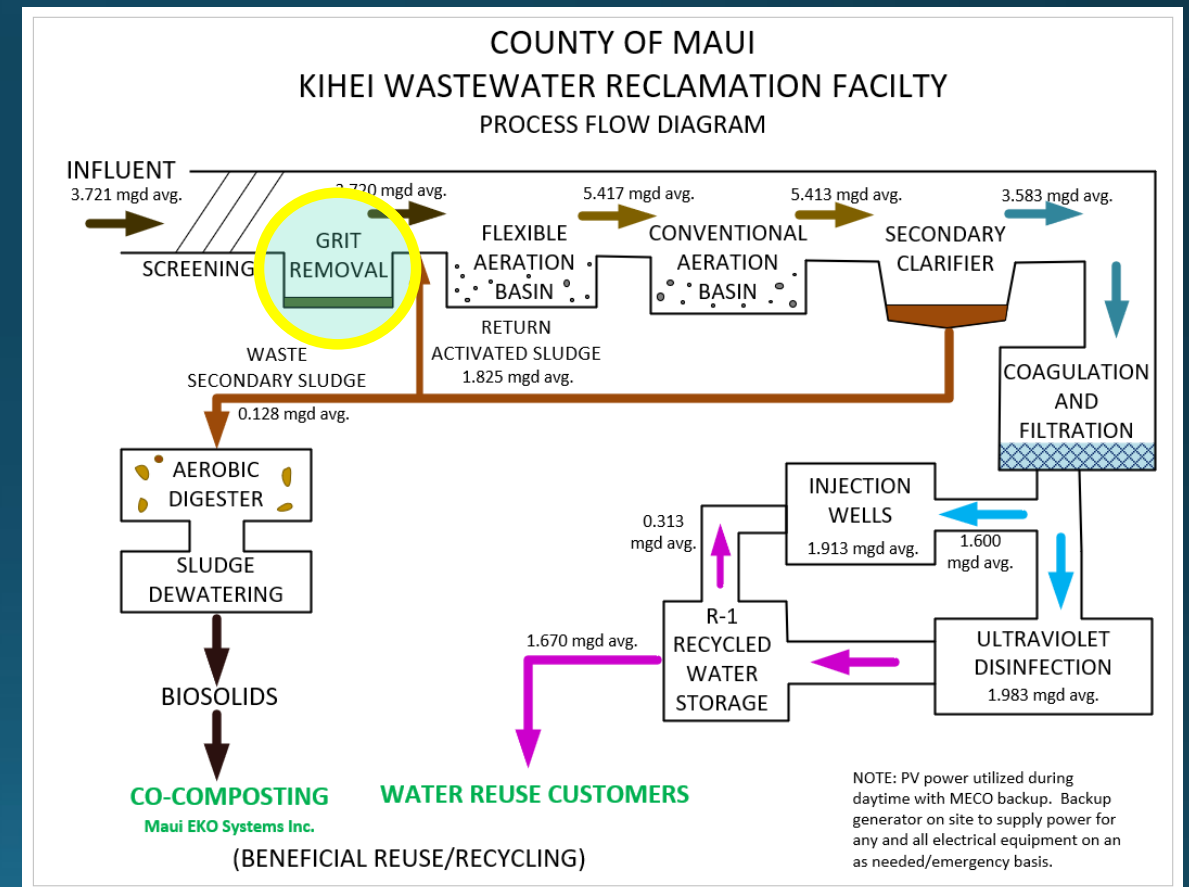 COUNTY OF MAUI
KIHEI WASTEWATER RECLAMATION FACILTY
PROCESS FLOW DIAGRAM
INFLUENT
3.721 mgd avg.
3.720 mgd avg.
5.417 mgd avg.
5.413 mgd avg.
3.583 mgd avg.
SCREENING
GRIT
REMOVAL
FLEXIBLE
AERATION
BASIN
CONVENTIONAL
AERATION
BASIN
SECONDARY
CLARIFIER
RETURN
ACTIVATED SLUDGE
1.825 mgd avg.
WASTE
SECONDARY SLUDGE
0.128 mgd avg.
COAGULATION
AND
FILTRATION
AEROBIC
DIGESTER
SLUDGE
DEWATERING
BIOSOLIDS
CO-COMPOSTING
Maui EKO Systems Inc.
INJECTION
WELLS
1.913 mgd avg.
1.600
mgd avg.
0.313
mgd avg.
R-1
RECYCLED
WATER
STORAGE
ULTRAVIOLET
DISINFECTION
1.983 mgd avg.
1.670 mgd avg.
WATER REUSE CUSTOMERS
(BENEFICIAL REUSE/RECYCLING)
NOTE: PV power utilized during
daytime with MECO backup. Backup
generator on site to supply power for
any and all electrical equipment on an
as needed/emergency basis.